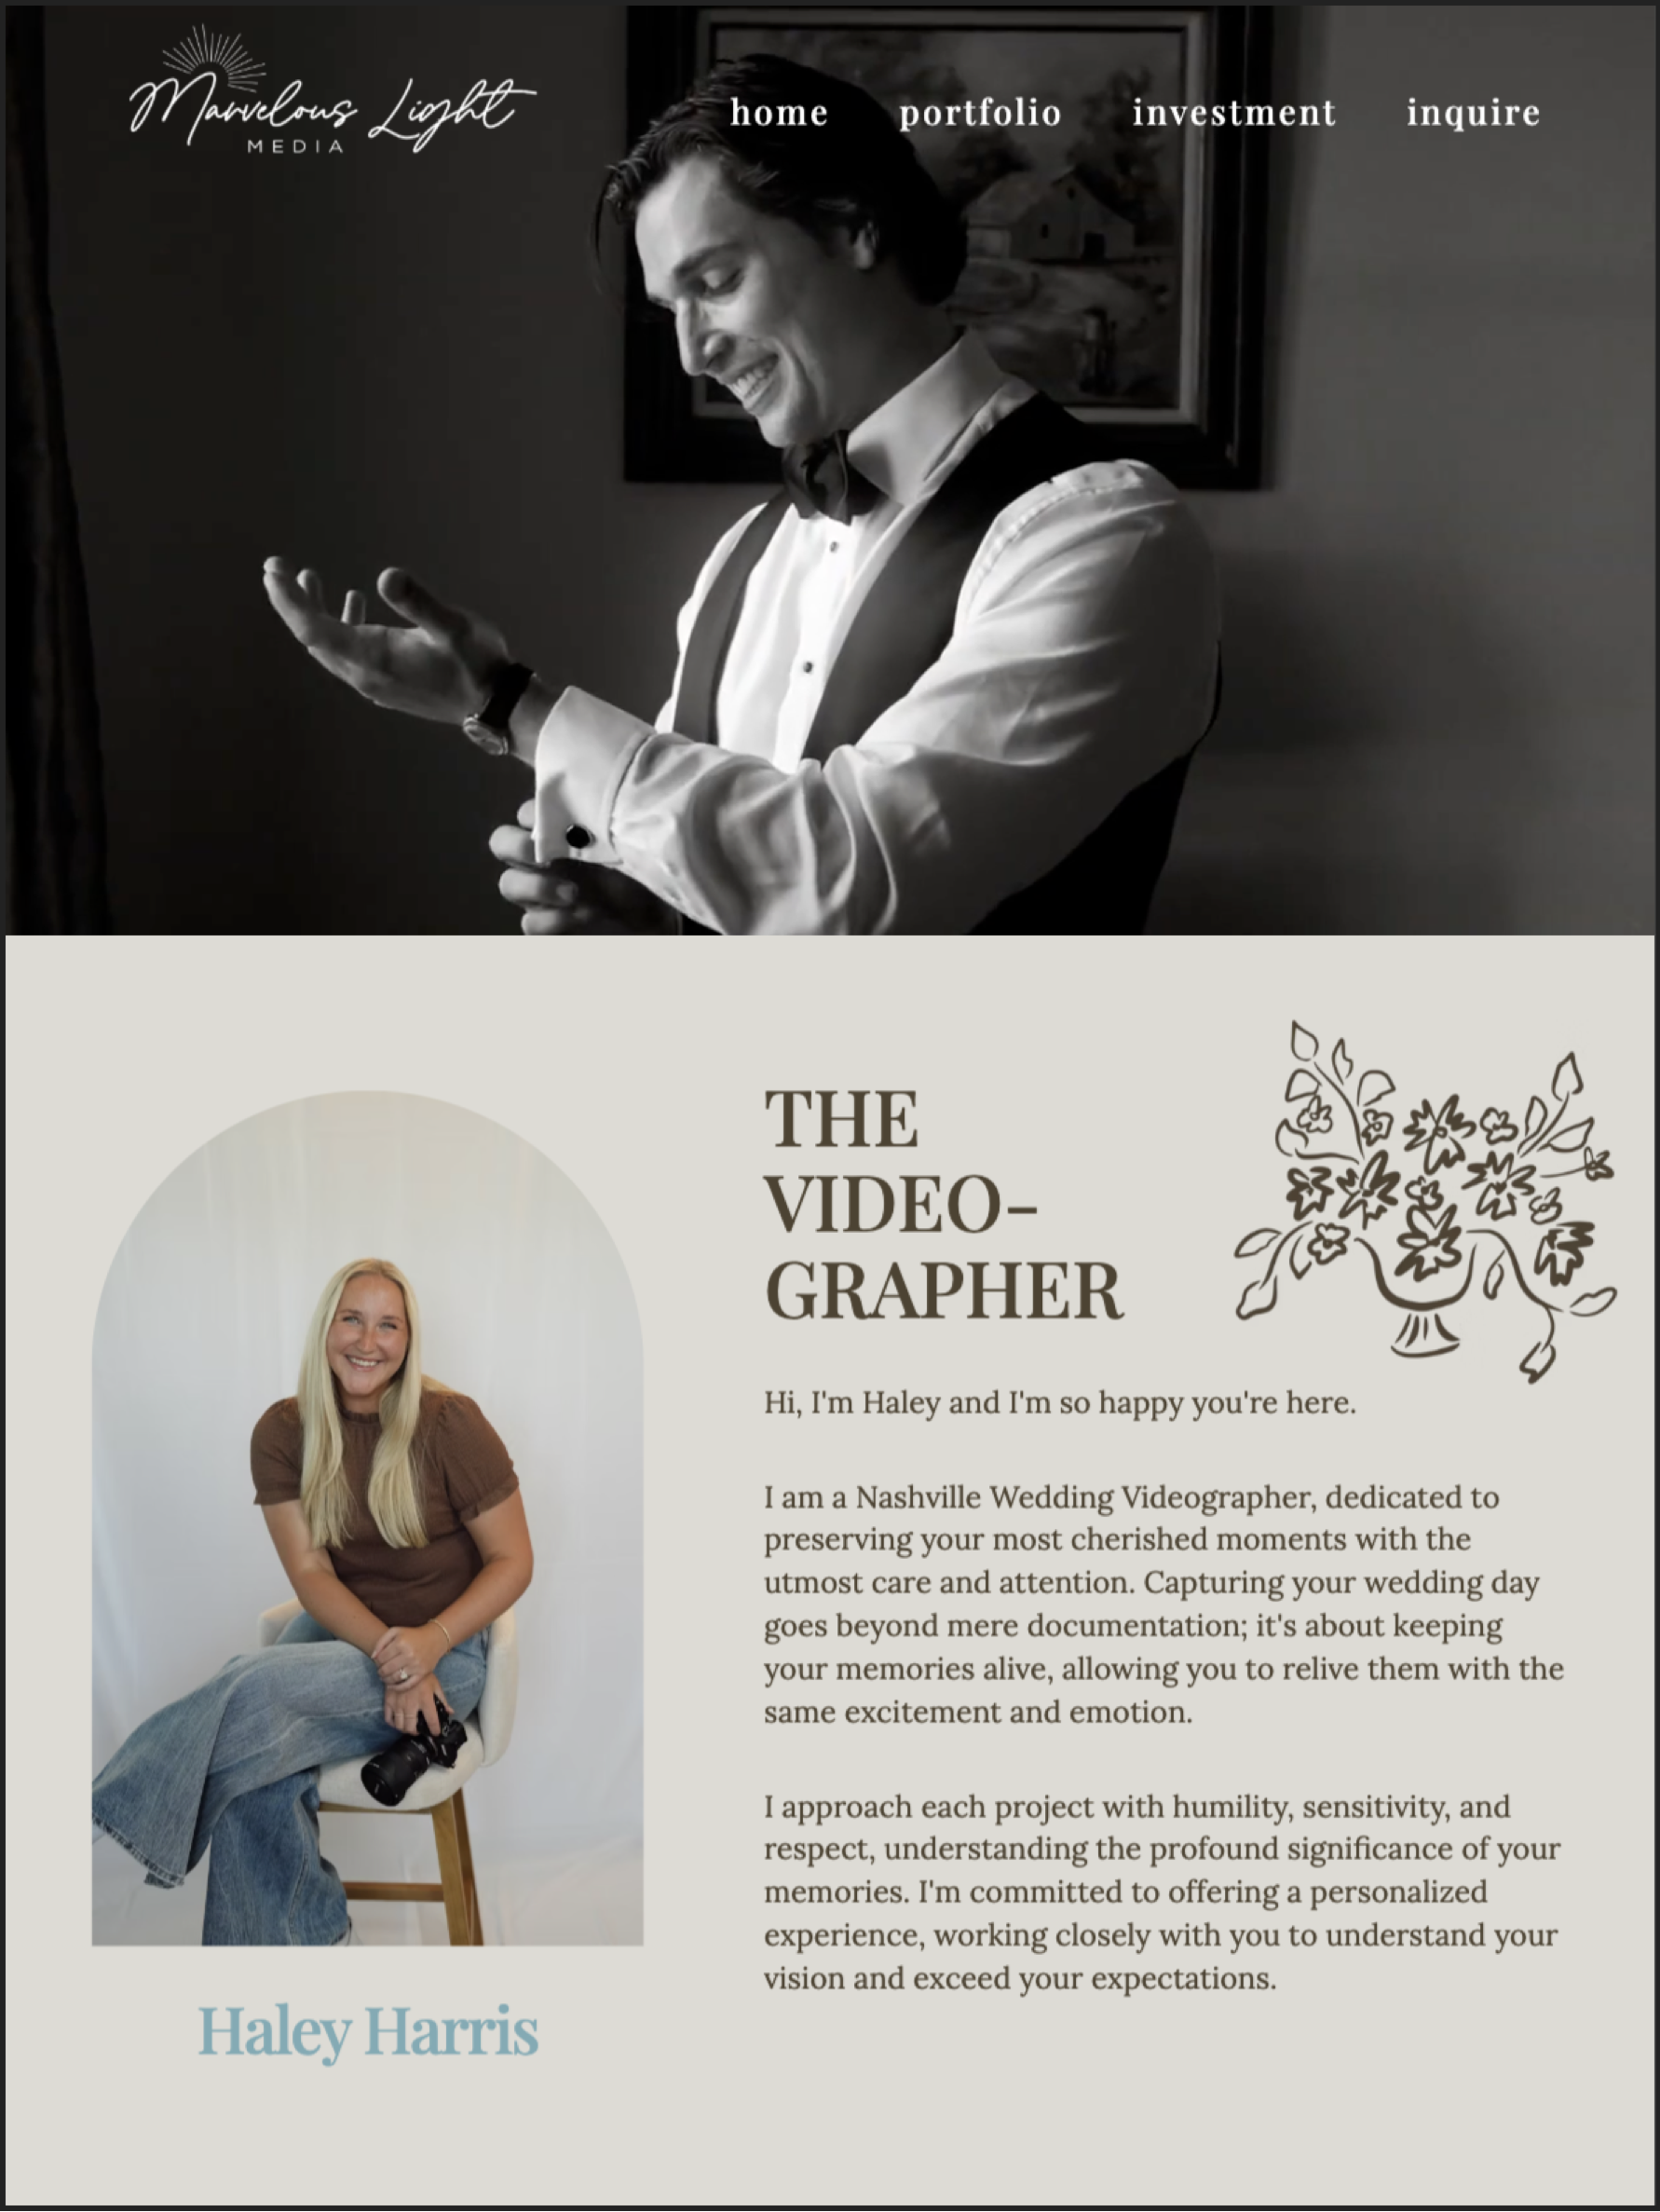 Marvelous Light
MEDIA
home portfolio investment inquire
THE
VIDEO-
GRAPHER
Hi, I'm Haley and I'm so happy you're here.
I am a Nashville Wedding Videographer, dedicated to
preserving your most cherished moments with the
utmost care and attention. Capturing your wedding day
goes beyond mere documentation; it's about keeping
your memories alive, allowing you to relive them with the
same excitement and emotion.
I approach each project with humility, sensitivity, and
respect, understanding the profound significance of your
memories. I'm committed to offering a personalized
experience, working closely with you to understand your
vision and exceed your expectations.
Haley Harris